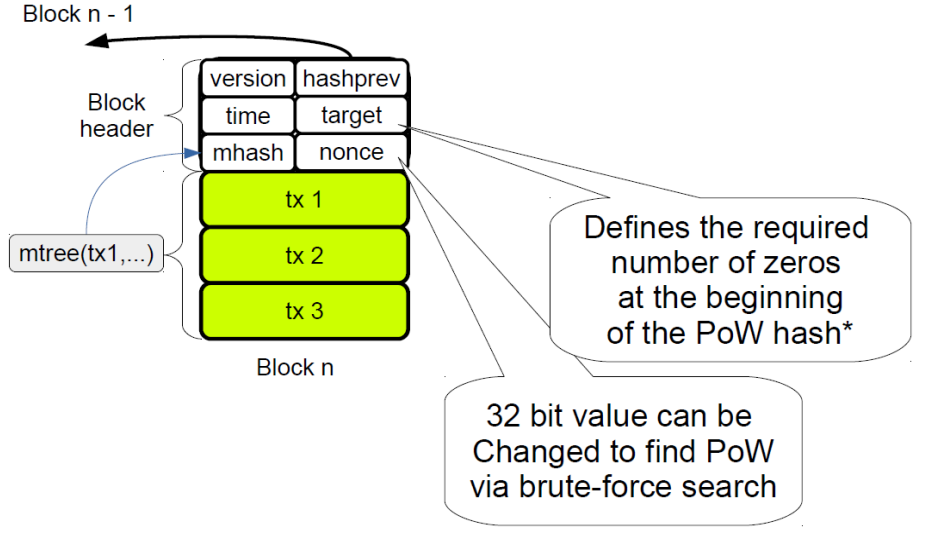 Block n - 1
Block
header
version hashprev
time target
mhash nonce
mtree(tx1,...)
tx 1
tx 2
tx 3
Block n
Defines the required
number of zeros
at the beginning
of the PoW hash*
32 bit value can be
Changed to find PoW
via brute-force search